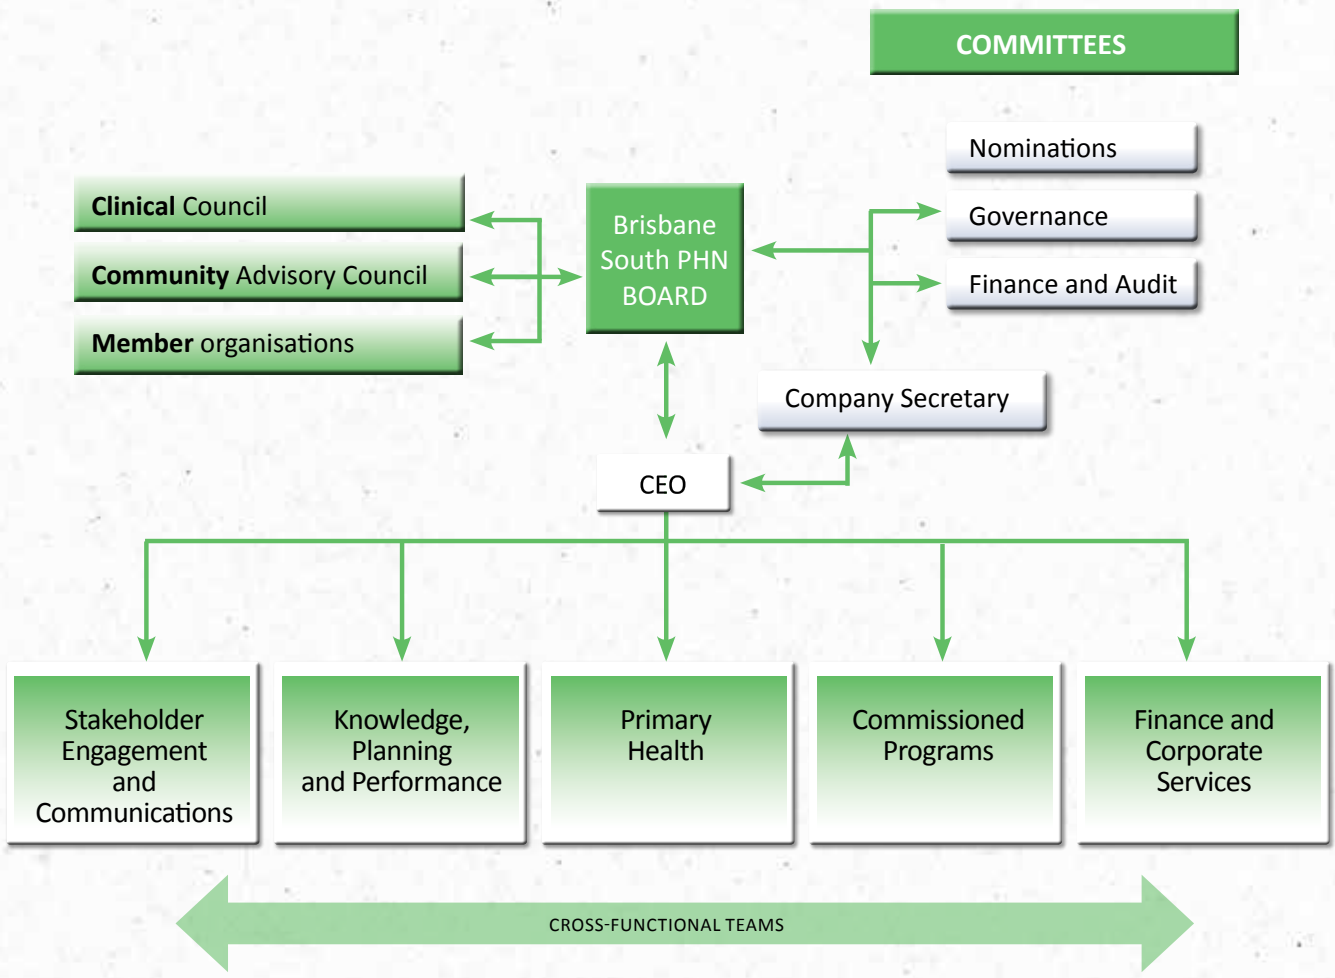 COMMITTEES
Nominations
Governance
Finance and Audit
Clinical Council
Community Advisory Council
Member organisations
Brisbane
South PHN
BOARD
Company Secretary
CEO
Stakeholder
Engagement
and
Communications
Knowledge,
Planning
and Performance
Primary
Health
Commissioned
Programs
Finance and
Corporate
Services
CROSS-FUNCTIONAL TEAMS